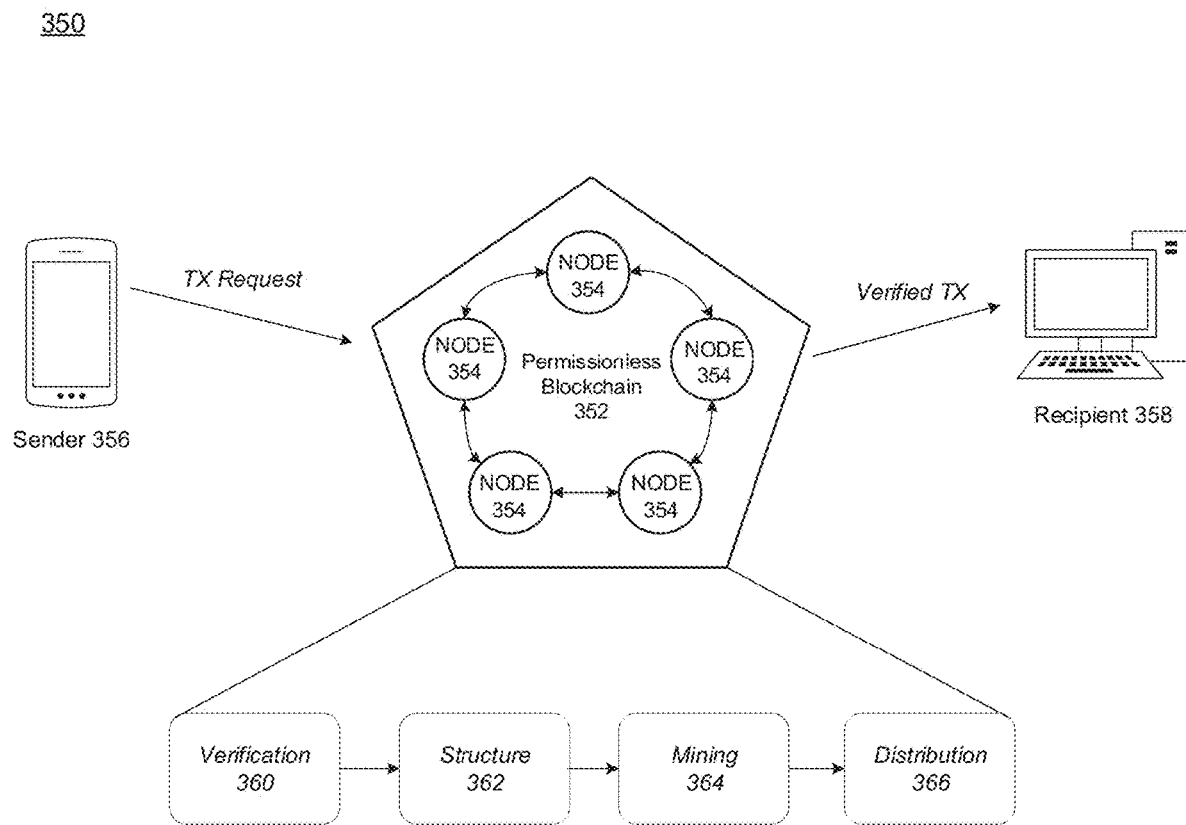 350
NODE
354
TX Request
Verified TX
NODE
354
Permissionless
Blockchain
352
NODE
354
Sender 356
Recipient 358
NODE
354
NODE
354
Verification
360
Structure
362
Mining
364
Distribution
366